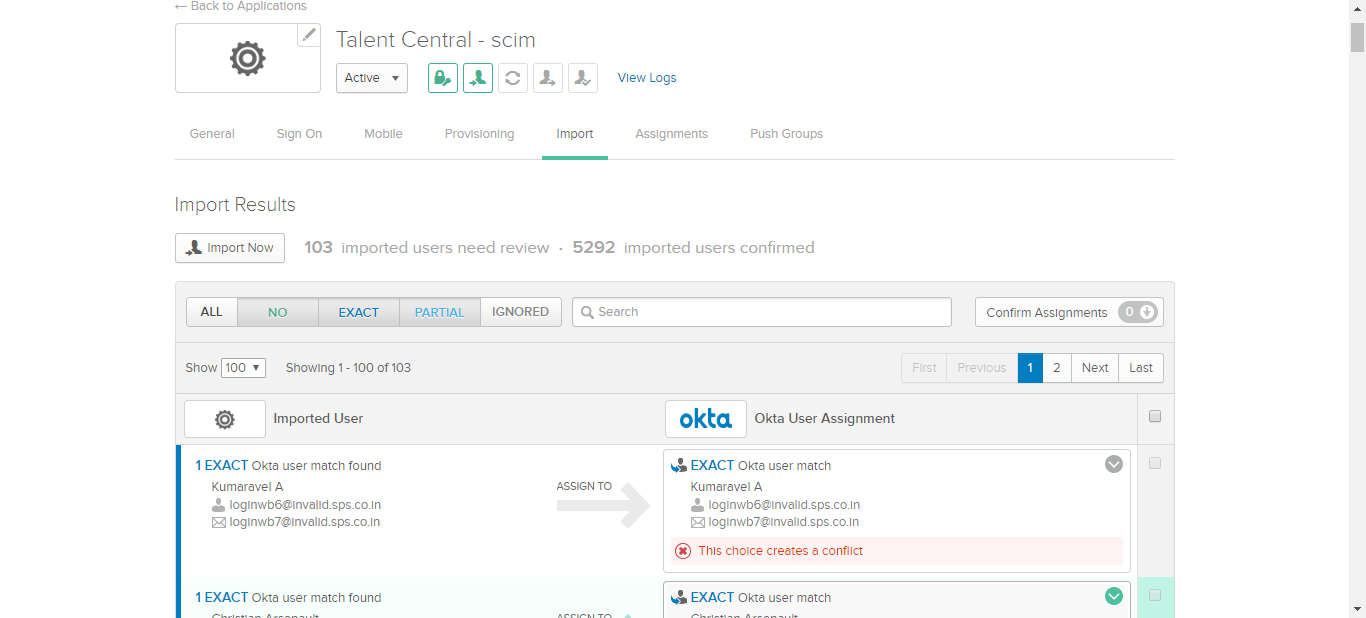 ← Back to Applications
Talent Central - scim
Active ▼ View Logs
General Sign On Mobile Provisioning Import Assignments Push Groups
Import Results
Import Now 103 imported users need review · 5292 imported users confirmed
ALL NO EXACT PARTIAL IGNORED Search Confirm Assignments 0
Show 100 ▼ Showing 1 - 100 of 103 First Previous 1 2 Next Last
Imported User okta Okta User Assignment
1 EXACT Okta user match found EXACT Okta user match
Kumaravel A ASSIGN TO Kumaravel A
loginwb6@invalid.sps.co.in loginwb6@invalid.sps.co.in
loginwb7@invalid.sps.co.in loginwb7@invalid.sps.co.in
This choice creates a conflict
1 EXACT Okta user match found EXACT Okta user match
Christian Arsenault ASSIGN TO Christian Arsenault